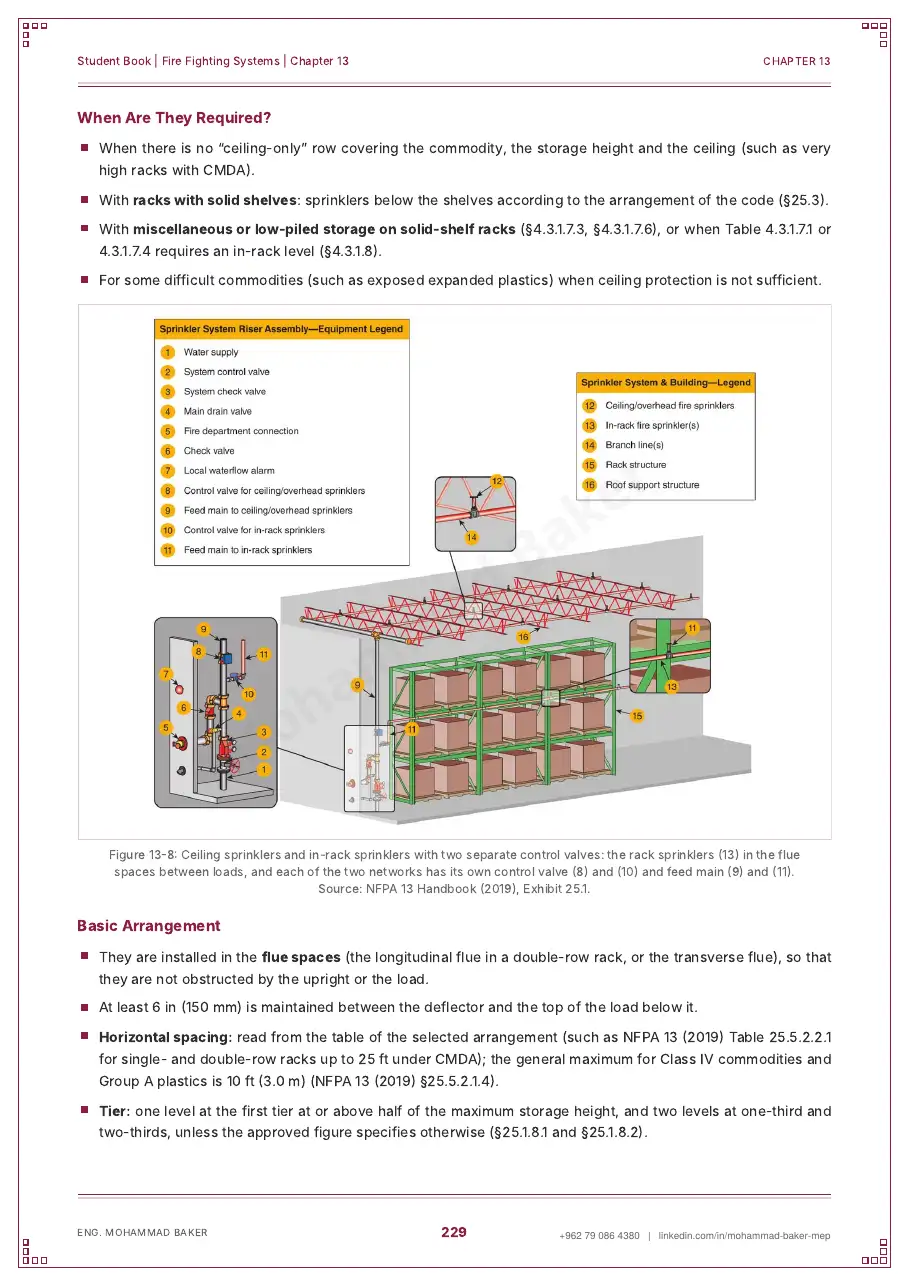 Student Book | Fire Fighting Systems | Chapter 13
CHAPTER 13
When Are They Required?
When there is no “ceiling-only” row covering the commodity, the storage height and the ceiling (such as very
high racks with CMDA).
With racks with solid shelves: sprinklers below the shelves according to the arrangement of the code (§25.3).
With miscellaneous or low-piled storage on solid-shelf racks (§4.3.1.7.3, §4.3.1.7.6), or when Table 4.3.1.7.1 or
4.3.1.7.4 requires an in-rack level (§4.3.1.8).
For some difficult commodities (such as exposed expanded plastics) when ceiling protection is not sufficient.
Sprinkler System Riser Assembly—Equipment Legend
1 Water supply
2 System control valve
3 System check valve
4 Main drain valve
5 Fire department connection
6 Check valve
7 Local waterflow alarm
8 Control valve for ceiling/overhead sprinklers
9 Feed main to ceiling/overhead sprinklers
10 Control valve for in-rack sprinklers
11 Feed main to in-rack sprinklers
Sprinkler System & Building—Legend
12 Ceiling/overhead fire sprinklers
13 In-rack fire sprinkler(s)
14 Branch line(s)
15 Rack structure
16 Roof support structure
12
14
9
8
11
7
10
6
4
5
3
2
1
9
11
16
11
13
15
Figure 13-8: Ceiling sprinklers and in-rack sprinklers with two separate control valves: the rack sprinklers (13) in the flue
spaces between loads, and each of the two networks has its own control valve (8) and (10) and feed main (9) and (11).
Source: NFPA 13 Handbook (2019), Exhibit 25.1.
Basic Arrangement
They are installed in the flue spaces (the longitudinal flue in a double-row rack, or the transverse flue), so that
they are not obstructed by the upright or the load.
At least 6 in (150 mm) is maintained between the deflector and the top of the load below it.
Horizontal spacing: read from the table of the selected arrangement (such as NFPA 13 (2019) Table 25.5.2.2.1
for single- and double-row racks up to 25 ft under CMDA); the general maximum for Class IV commodities and
Group A plastics is 10 ft (3.0 m) (NFPA 13 (2019) §25.5.2.1.4).
Tier: one level at the first tier at or above half of the maximum storage height, and two levels at one-third and
two-thirds, unless the approved figure specifies otherwise (§25.1.8.1 and §25.1.8.2).
ENG. MOHAMMAD BAKER
229
+962 79 086 4380 | linkedin.com/in/mohammad-baker-mep